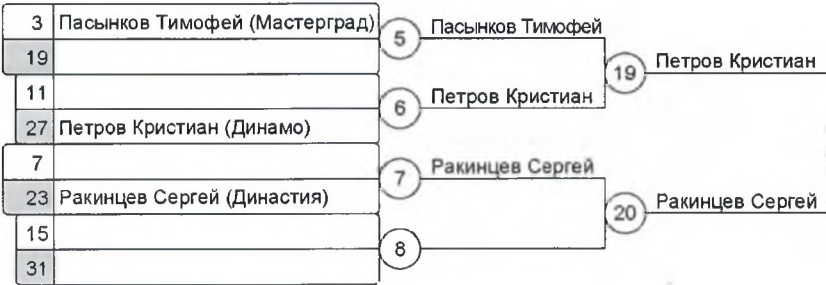 3 Пасынков Тимофей (Мастерград)
5 Пасынков Тимофей
19
19 Петров Кристиан
11
6 Петров Кристиан
27 Петров Кристиан (Динамо)
7
7 Ракинцев Сергей
23 Ракинцев Сергей (Династия)
20 Ракинцев Сергей
15
8
31